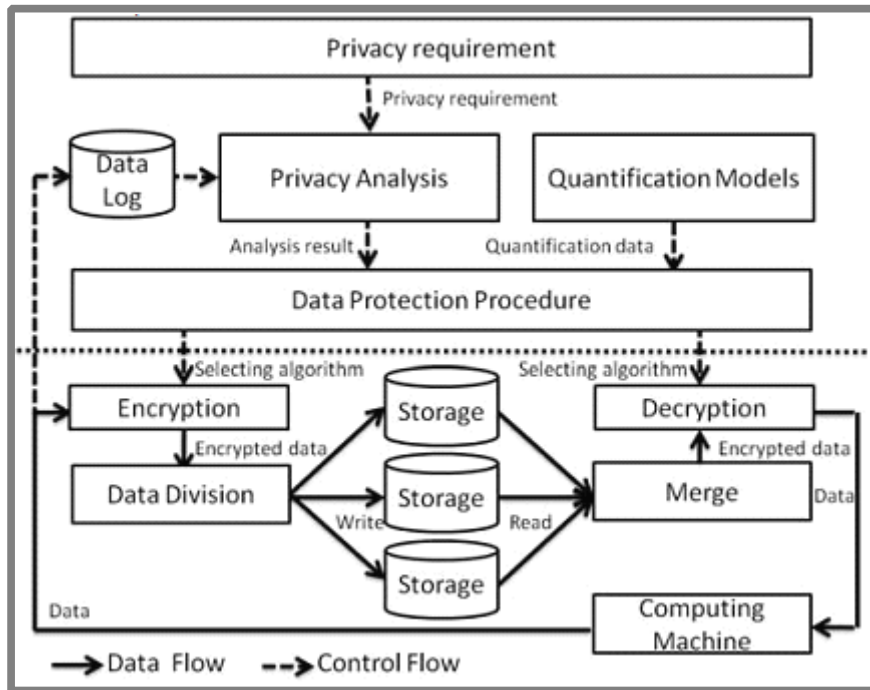 Privacy requirement
Privacy requirement
Data
Log
Privacy Analysis
Quantification Models
Analysis result
Quantification data
Data Protection Procedure
Selecting algorithm
Selecting algorithm
Encryption
Storage
Decryption
Encrypted data
Encrypted data
Data Division
Storage
Merge
Data
Write
Read
Storage
Data
Computing
Machine
Data Flow
Control Flow